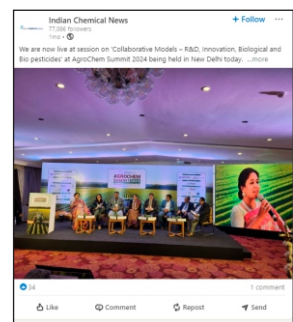 Indian Chemical News
+ Follow
77,086 followers
1mo
We are now live at session on 'Collaborative Models – R&D, Innovation, Biological and
Bio pesticides' at AgroChem Summit 2024 being held in New Delhi today. ...more
AGROCHEM
34
1 comment
Like
Comment
Repost
Send